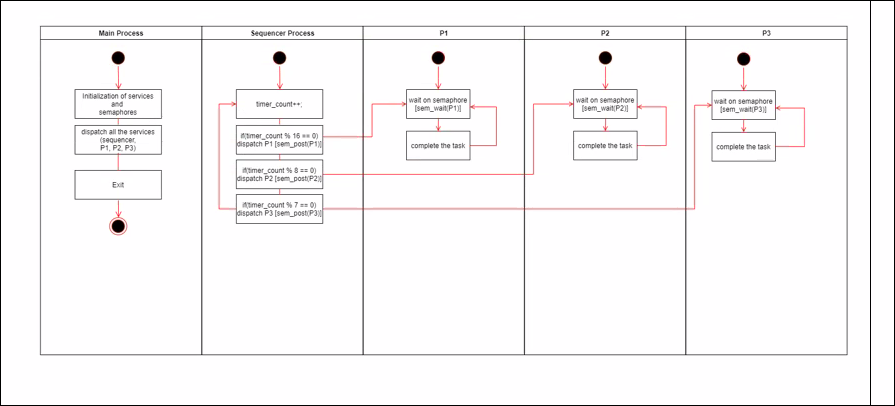 Main Process
Sequencer Process
P1
P2
P3
Initialization of services
and
semaphores
dispatch all the services
(sequencer,
P1, P2, P3)
Exit
timer_count++;
if(timer_count % 16 == 0)
dispatch P1 [sem_post(P1)]
if(timer_count % 8 == 0)
dispatch P2 [sem_post(P2)]
if(timer_count % 7 == 0)
dispatch P3 [sem_post(P3)]
wait on semaphore
[sem_wait(P1)]
complete the task
wait on semaphore
[sem_wait(P2)]
complete the task
wait on semaphore
[sem_wait(P3)]
complete the task